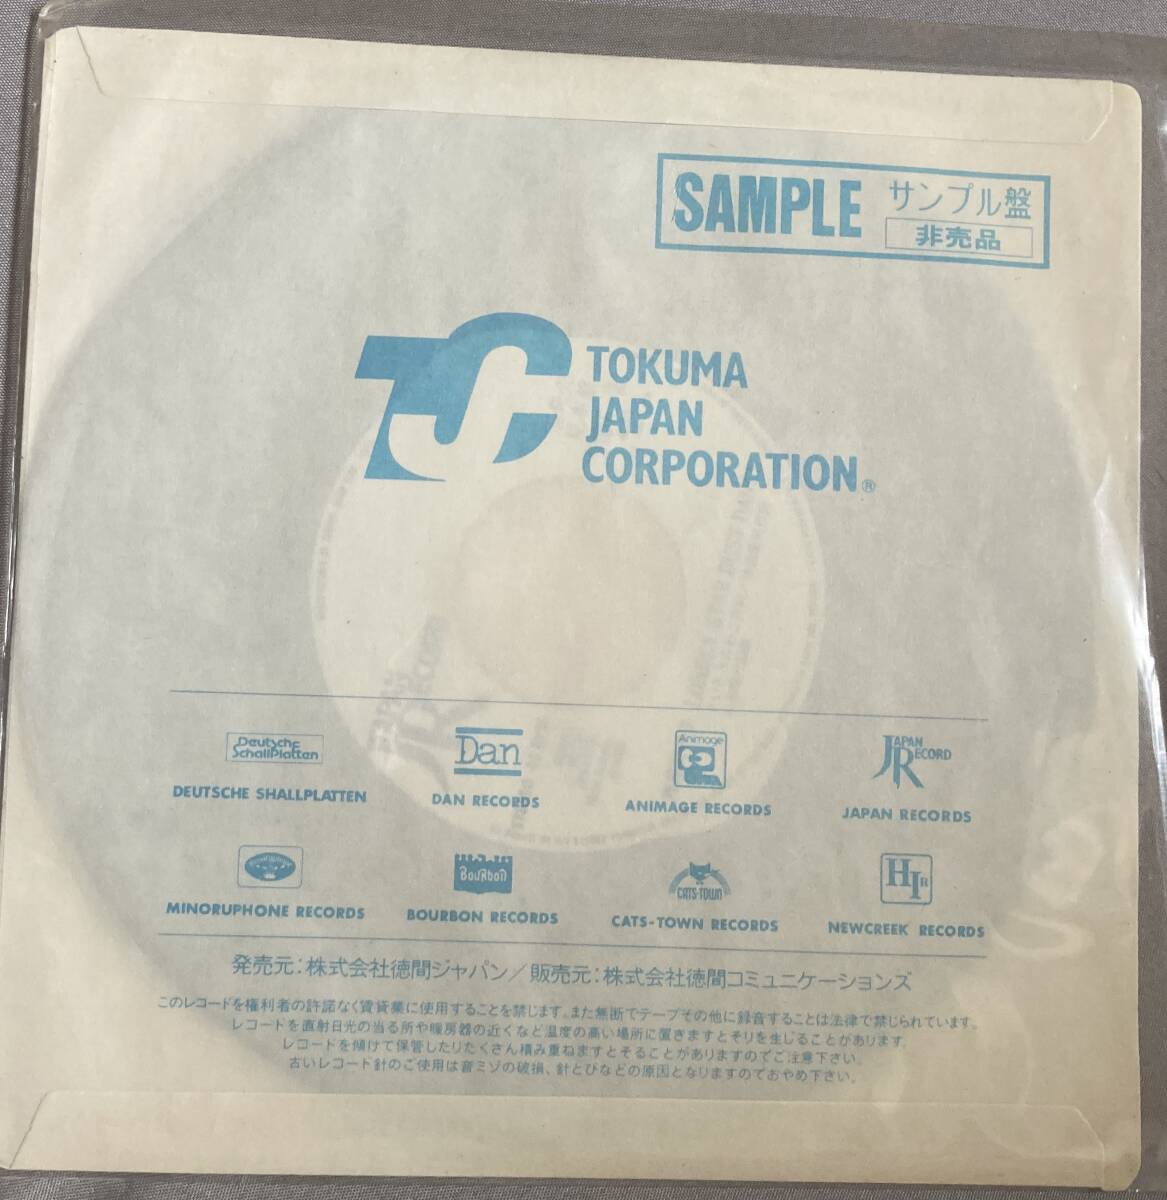 SAMPLE サンプル盤
非売品
TOKUMA
JAPAN
CORPORATION®
Deutsche
SchallPlatten
DEUTSCHE SHALLPLATTEN
Dan
DAN RECORDS
Animage
ANIMAGE RECORDS
JAPAN
RECORD
JAPAN RECORDS
MINORUPHONE RECORDS
BOURBON
BOURBON RECORDS
CATS-TOWN
CATS-TOWN RECORDS
HIR
NEWCREEK RECORDS
発売元:株式会社徳間ジャパン/販売元:株式会社徳間コミュニケーションズ
このレコードを権利者の許諾なく賃貸業に使用することを禁じます。また無断でテープその他に録音することは法律で禁じられています。
レコードを直射日光の当る所や暖房器の近くなど温度の高い場所に置きますとそりを生じることがあります。
レコードを傾けて保管したりたくさん積み重ねますとそることがありますのでご注意下さい。
古いレコード針のご使用は音ミゾの破損、針とびなどの原因となりますのでおやめ下さい。